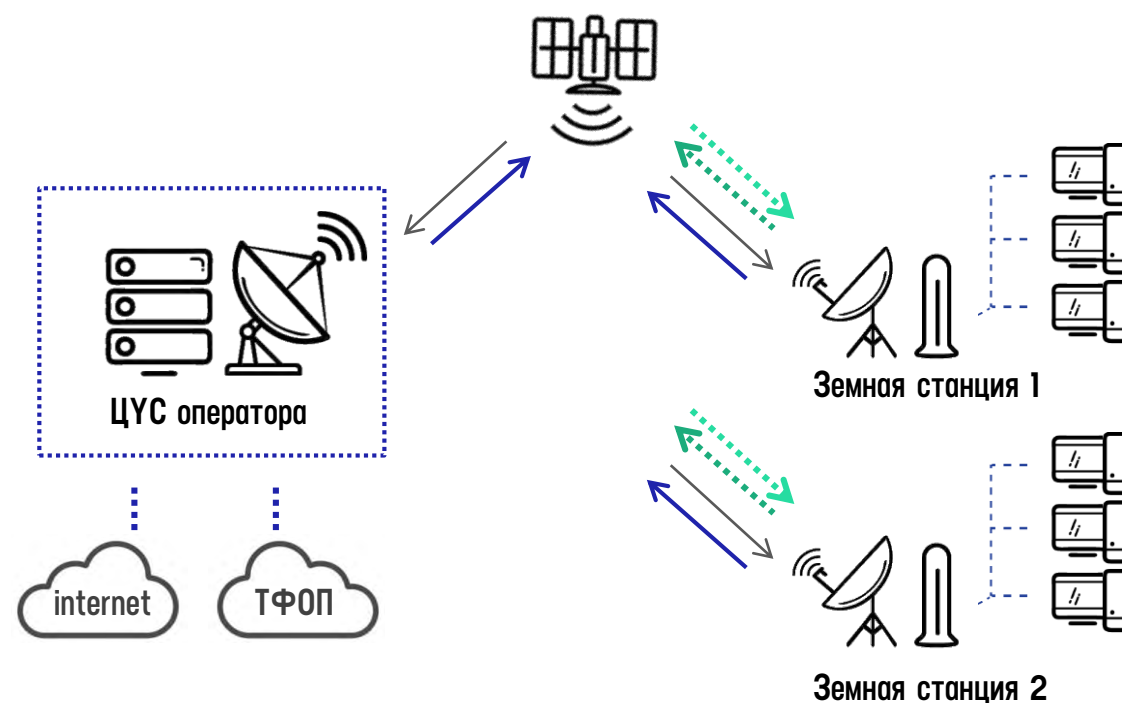 Земная станция 1
ЦУС оператора
internet
ТФОП
Земная станция 2